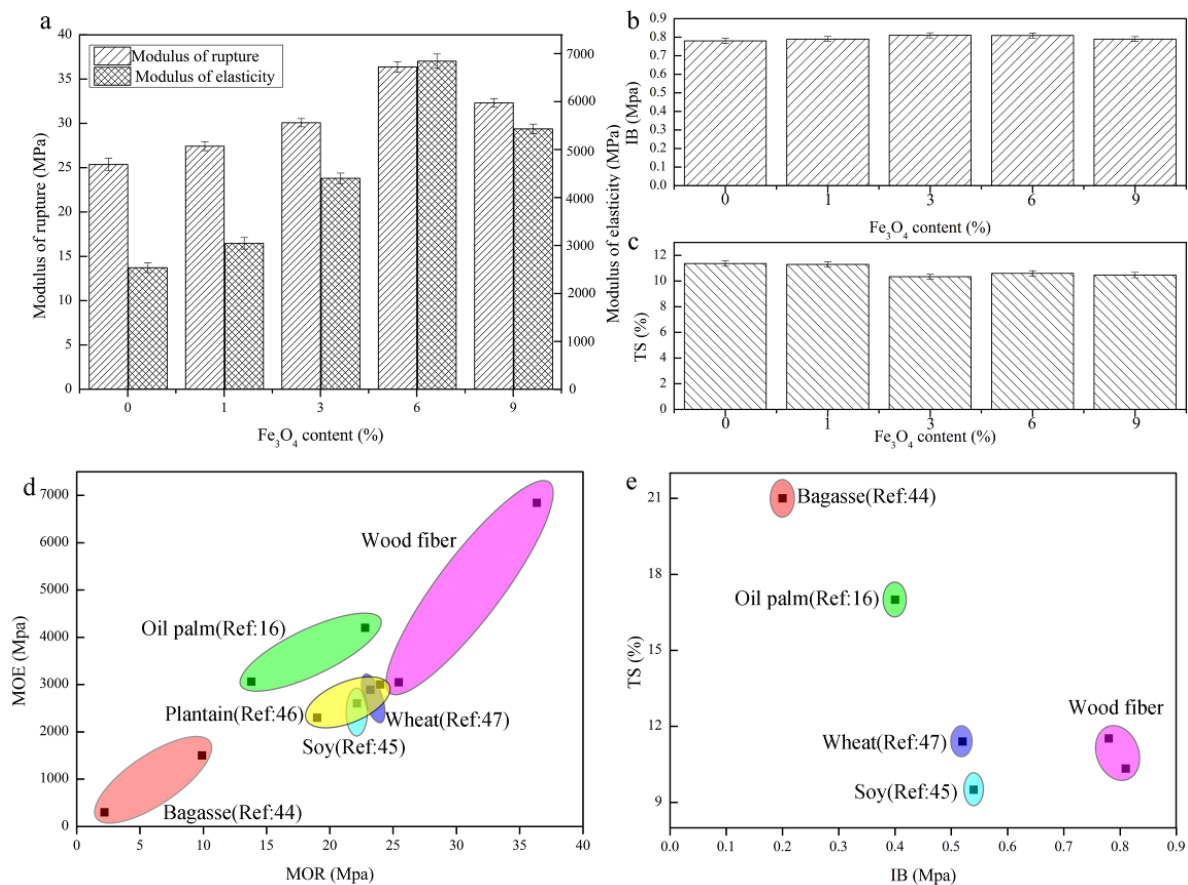 a
Modulus of rupture
Modulus of elasticity
Modulus of rupture (MPa)
40
35
30
25
20
15
10
5
0
Modulus of elasticity (MPa)
7000
6000
5000
4000
3000
2000
1000
0
0 1 3 6 9
Fe3O4 content (%)
b
IB (Mpa)
0.9
0.8
0.7
0.6
0.5
0.4
0.3
0.2
0.1
0.0
0 1 3 6 9
Fe3O4 content (%)
c
TS (%)
12
10
8
6
4
2
0
0 1 3 6 9
Fe3O4 content (%)
d
MOE (Mpa)
7000
6000
5000
4000
3000
2000
1000
0
Wood fiber
Oil palm(Ref:16)
Plantain(Ref:46)
Wheat(Ref:47)
Soy(Ref:45)
Bagasse(Ref:44)
0 5 10 15 20 25 30 35 40
MOR (Mpa)
e
TS (%)
21
18
15
12
9
Bagasse(Ref:44)
Oil palm(Ref:16)
Wood fiber
Wheat(Ref:47)
Soy(Ref:45)
0.0 0.1 0.2 0.3 0.4 0.5 0.6 0.7 0.8 0.9
IB (Mpa)